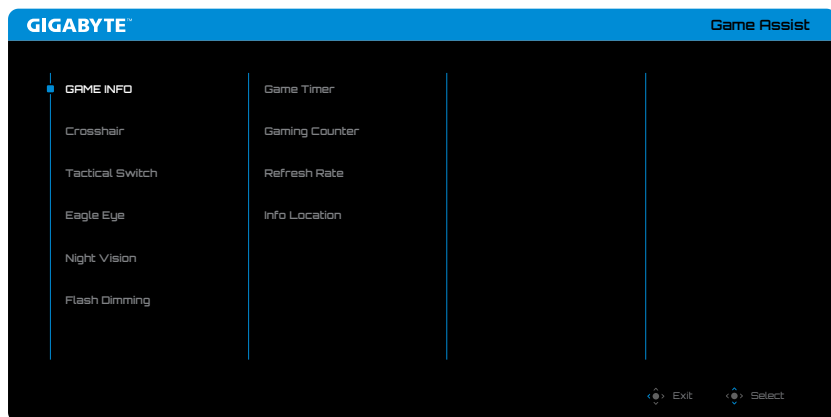 GIGABYTE™
Game Assist
GAME INFO
Game Timer
Crosshair
Gaming Counter
Tactical Switch
Refresh Rate
Eagle Eye
Info Location
Night Vision
Flash Dimming
Exit
Select